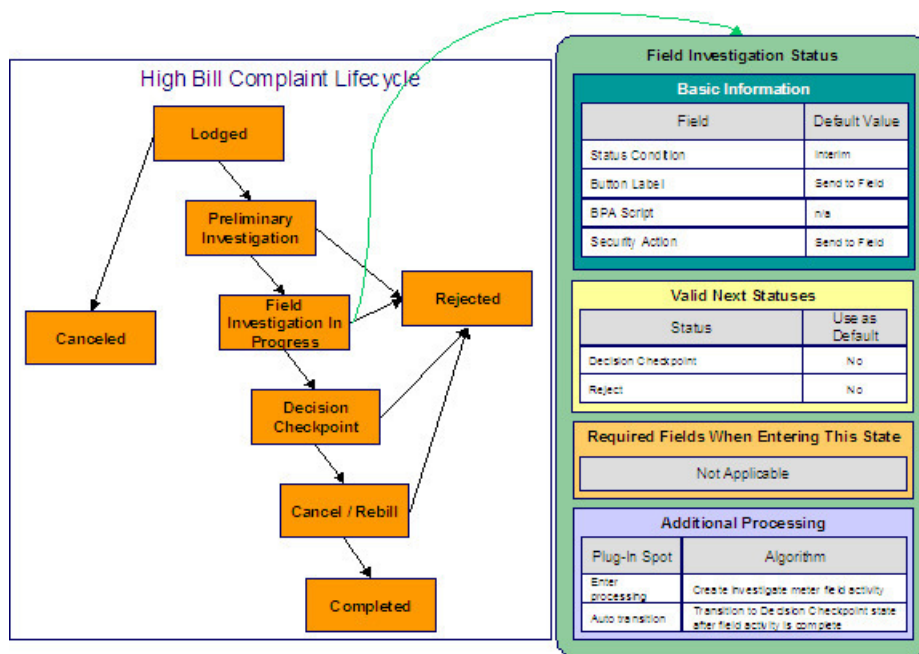 High Bill Complaint Lifecycle
Lodged
Preliminary
Investigation
Canceled
Field
Investigation In
Progress
Rejected
Decision
Checkpoint
Cancel / Rebill
Completed
Field Investigation Status
Basic Information
Field Default Value
Status Condition Interim
Button Label Send to Field
BPA Script n/a
Security Action Send to Field
Valid Next Statuses
Status Use as
Default
Decision Checkpoint No
Reject No
Required Fields When Entering This State
Not Applicable
Additional Processing
Plug-In Spot Algorithm
Enter
processing Create investigate meter field activity
Auto transition Transition to Decision Checkpoint state
after field activity is complete